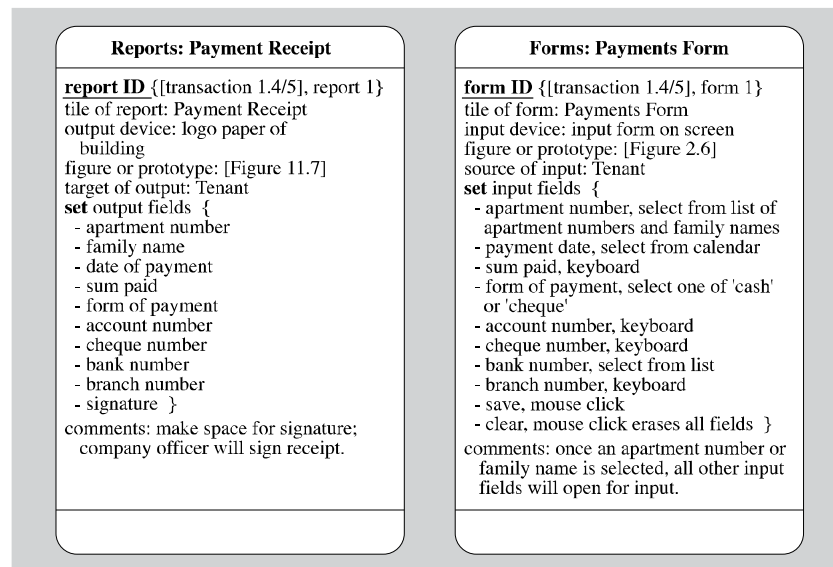 Reports: Payment Receipt
report ID {[transaction 1.4/5], report 1}
tile of report: Payment Receipt
output device: logo paper of
building
figure or prototype: [Figure 11.7]
target of output: Tenant
set output fields {
- apartment number
- family name
- date of payment
- sum paid
- form of payment
- account number
- cheque number
- bank number
- branch number
- signature }
comments: make space for signature;
company officer will sign receipt.
Forms: Payments Form
form ID {[transaction 1.4/5], form 1}
tile of form: Payments Form
input device: input form on screen
figure or prototype: [Figure 2.6]
source of input: Tenant
set input fields {
- apartment number, select from list of
apartment numbers and family names
- payment date, select from calendar
- sum paid, keyboard
- form of payment, select one of 'cash'
or 'cheque'
- account number, keyboard
- cheque number, keyboard
- bank number, select from list
- branch number, keyboard
- save, mouse click
- clear, mouse click erases all fields }
comments: once an apartment number or
family name is selected, all other input
fields will open for input.